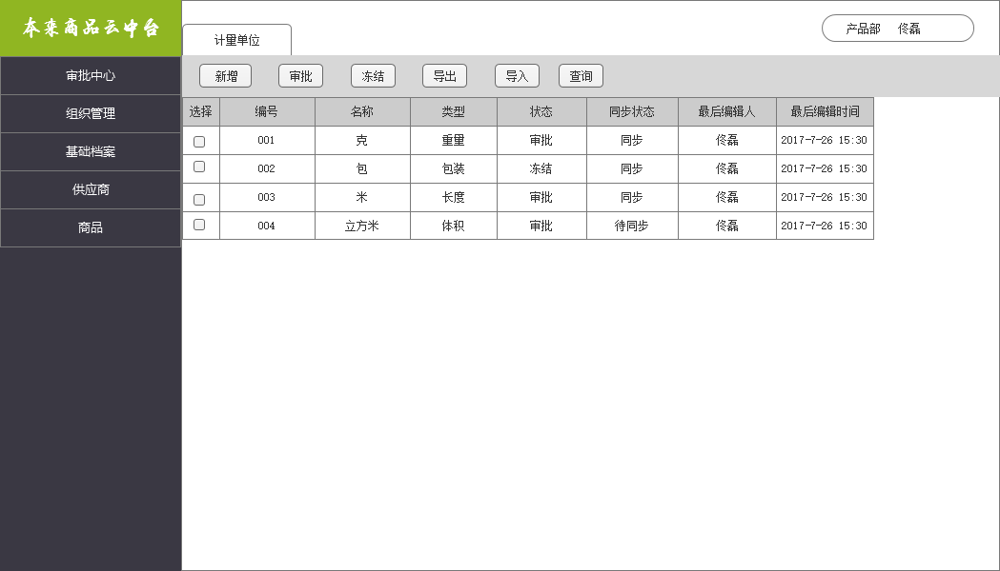 本来商品云中台
产品部 佟磊
计量单位
审批中心
组织管理
基础档案
供应商
商品
新增 审批 冻结 导出 导入 查询
选择 编号 名称 类型 状态 同步状态 最后编辑人 最后编辑时间
001 克 重量 审批 同步 佟磊 2017-7-26 15:30
002 包 包装 冻结 同步 佟磊 2017-7-26 15:30
003 米 长度 审批 同步 佟磊 2017-7-26 15:30
004 立方米 体积 审批 待同步 佟磊 2017-7-26 15:30